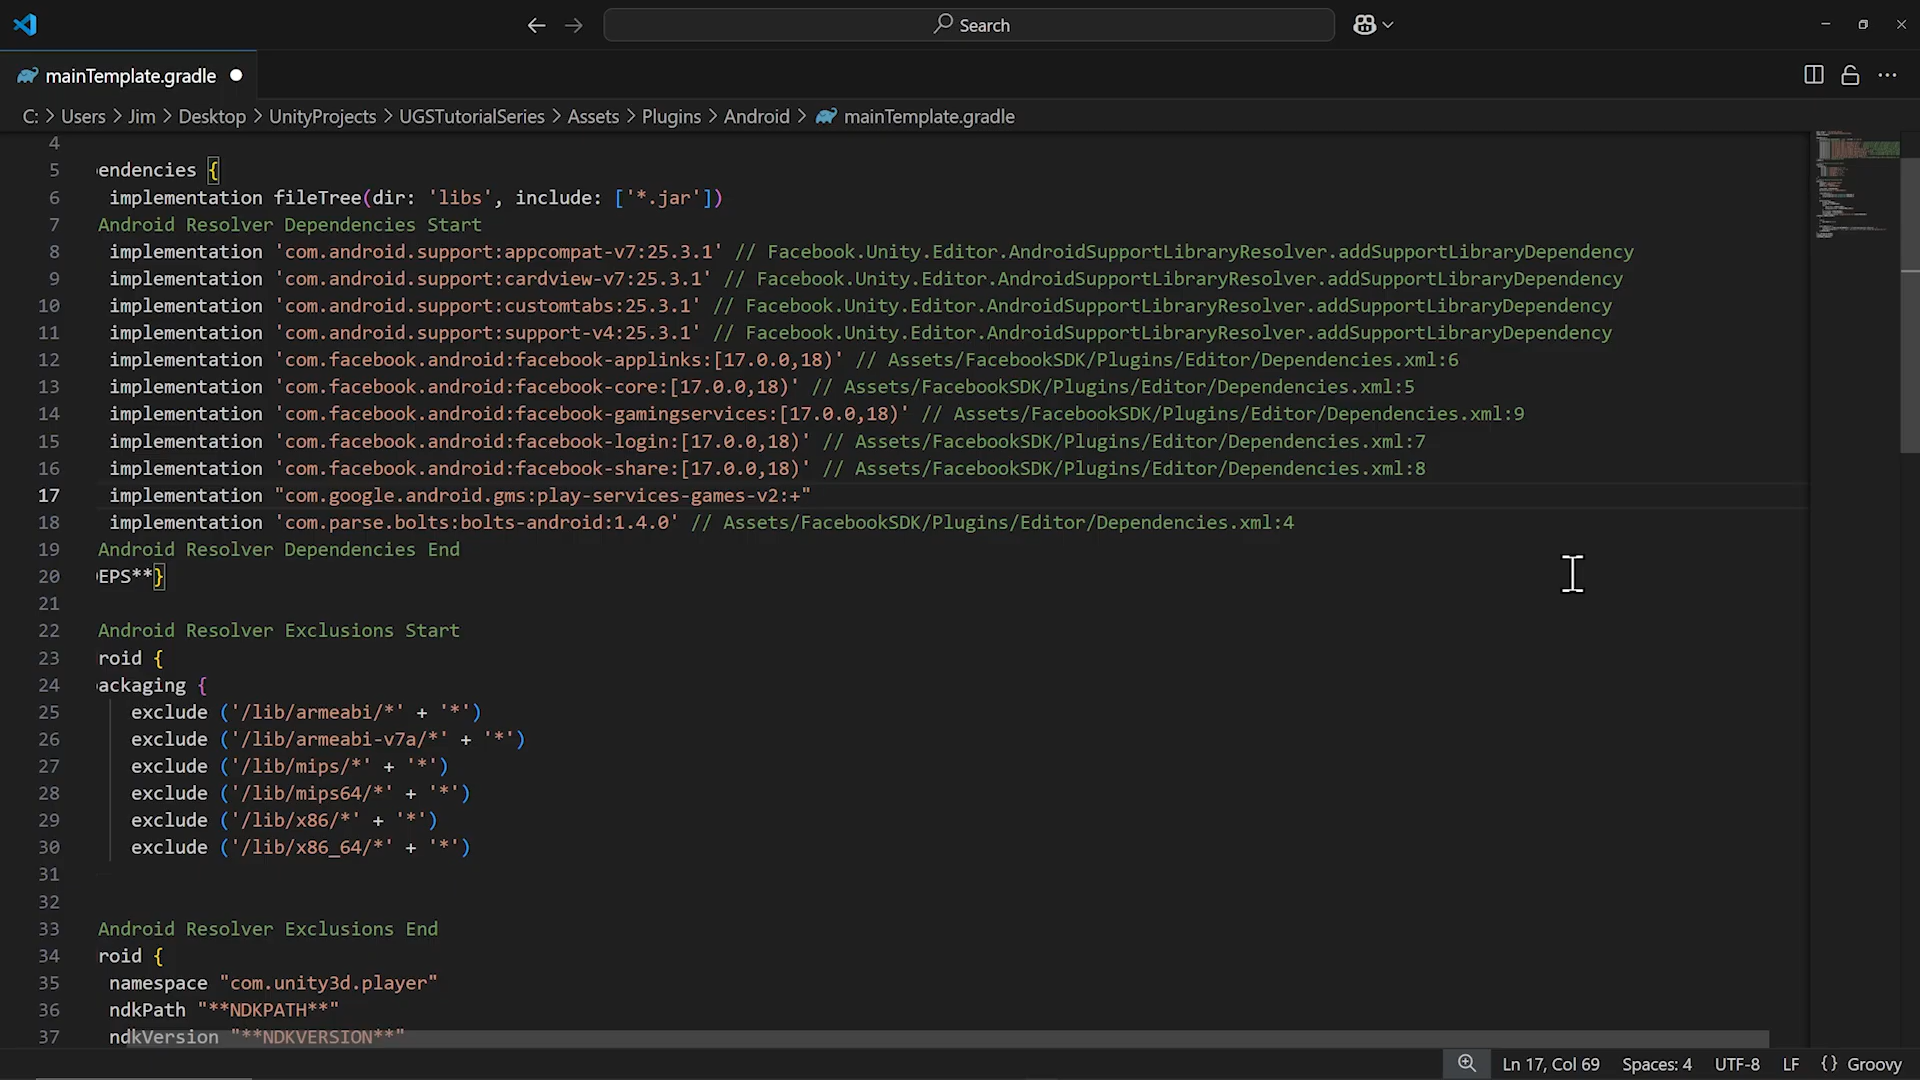 Search
mainTemplate.gradle
C: > Users > Jim > Desktop > UnityProjects > UGSTutorialSeries > Assets > Plugins > Android > mainTemplate.gradle
4
5 endencies {
6 implementation fileTree(dir: 'libs', include: ['*.jar'])
7 Android Resolver Dependencies Start
8 implementation 'com.android.support:appcompat-v7:25.3.1' // Facebook.Unity.Editor.AndroidSupportLibraryResolver.addSupportLibraryDependency
9 implementation 'com.android.support:cardview-v7:25.3.1' // Facebook.Unity.Editor.AndroidSupportLibraryResolver.addSupportLibraryDependency
10 implementation 'com.android.support:customtabs:25.3.1' // Facebook.Unity.Editor.AndroidSupportLibraryResolver.addSupportLibraryDependency
11 implementation 'com.android.support:support-v4:25.3.1' // Facebook.Unity.Editor.AndroidSupportLibraryResolver.addSupportLibraryDependency
12 implementation 'com.facebook.android:facebook-applinks:[17.0.0,18)' // Assets/FacebookSDK/Plugins/Editor/Dependencies.xml:6
13 implementation 'com.facebook.android:facebook-core:[17.0.0,18)' // Assets/FacebookSDK/Plugins/Editor/Dependencies.xml:5
14 implementation 'com.facebook.android:facebook-gamingservices:[17.0.0,18)' // Assets/FacebookSDK/Plugins/Editor/Dependencies.xml:9
15 implementation 'com.facebook.android:facebook-login:[17.0.0,18)' // Assets/FacebookSDK/Plugins/Editor/Dependencies.xml:7
16 implementation 'com.facebook.android:facebook-share:[17.0.0,18)' // Assets/FacebookSDK/Plugins/Editor/Dependencies.xml:8
17 implementation "com.google.android.gms:play-services-games-v2:+"
18 implementation 'com.parse.bolts:bolts-android:1.4.0' // Assets/FacebookSDK/Plugins/Editor/Dependencies.xml:4
19 Android Resolver Dependencies End
20 EPS**}
21
22 Android Resolver Exclusions Start
23 roid {
24 ackaging {
25 exclude ('/lib/armeabi/*' + '*')
26 exclude ('/lib/armeabi-v7a/*' + '*')
27 exclude ('/lib/mips/*' + '*')
28 exclude ('/lib/mips64/*' + '*')
29 exclude ('/lib/x86/*' + '*')
30 exclude ('/lib/x86_64/*' + '*')
31
32
33 Android Resolver Exclusions End
34 roid {
35 namespace "com.unity3d.player"
36 ndkPath "**NDKPATH**"
37 ndkVersion "**NDKVERSION**"
Ln 17, Col 69 Spaces: 4 UTF-8 LF {} Groovy